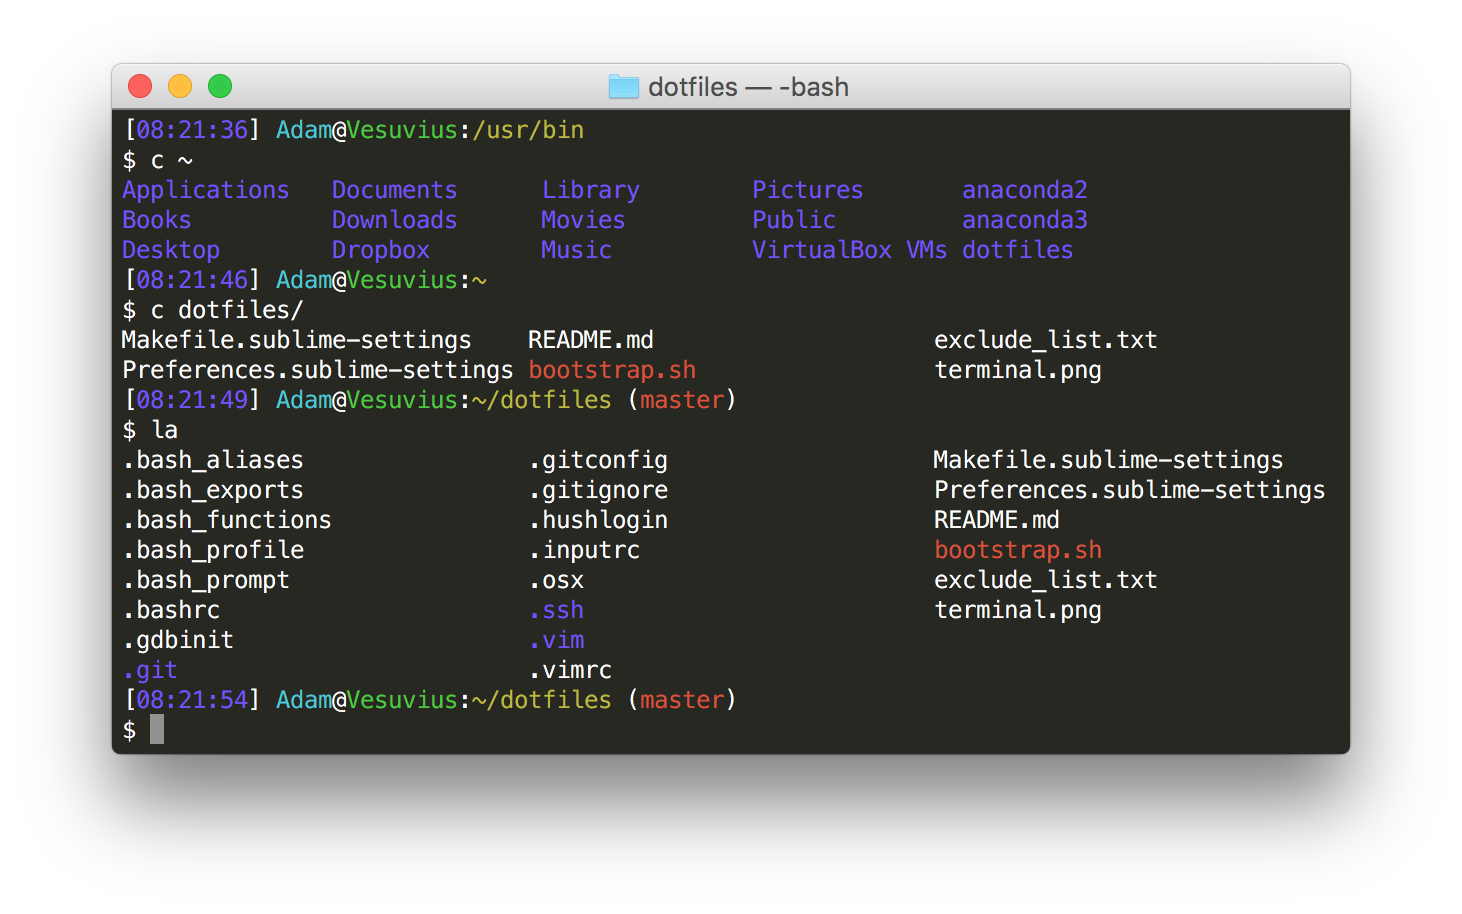 dotfiles — -bash
[08:21:36] Adam@Vesuvius:/usr/bin
$ c ~
Applications   Documents      Library        Pictures       anaconda2
Books          Downloads      Movies         Public         anaconda3
Desktop        Dropbox        Music          VirtualBox VMs dotfiles
[08:21:46] Adam@Vesuvius:~
$ c dotfiles/
Makefile.sublime-settings    README.md                    exclude_list.txt
Preferences.sublime-settings bootstrap.sh                 terminal.png
[08:21:49] Adam@Vesuvius:~/dotfiles (master)
$ la
.bash_aliases                .gitconfig                   Makefile.sublime-settings
.bash_exports                .gitignore                   Preferences.sublime-settings
.bash_functions              .hushlogin                   README.md
.bash_profile                .inputrc                     bootstrap.sh
.bash_prompt                 .osx                         exclude_list.txt
.bashrc                      .ssh                         terminal.png
.gdbinit                     .vim
.git                         .vimrc
[08:21:54] Adam@Vesuvius:~/dotfiles (master)
$